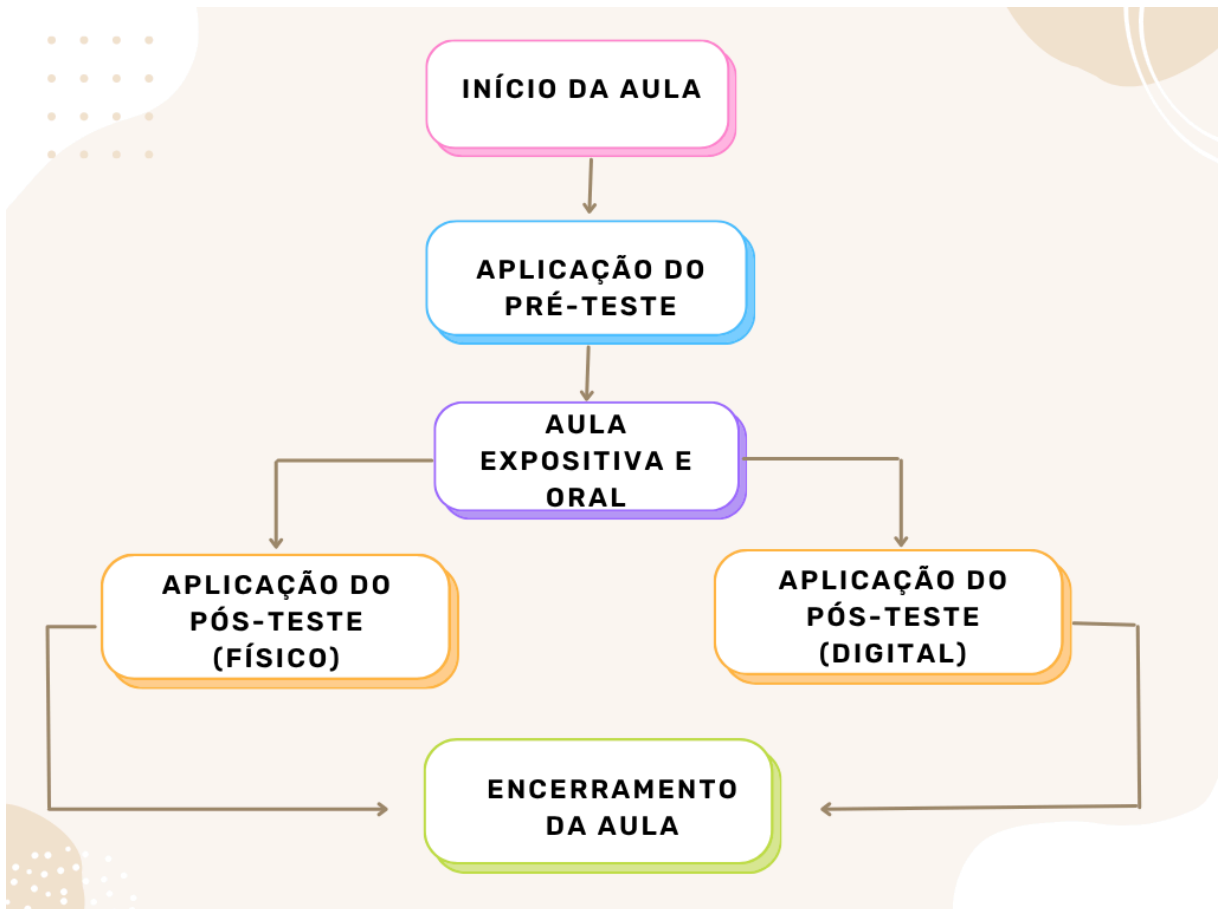 INÍCIO DA AULA
APLICAÇÃO DO
PRÉ-TESTE
AULA
EXPOSITIVA E
ORAL
APLICAÇÃO DO
PÓS-TESTE
(FÍSICO)
APLICAÇÃO DO
PÓS-TESTE
(DIGITAL)
ENCERRAMENTO
DA AULA